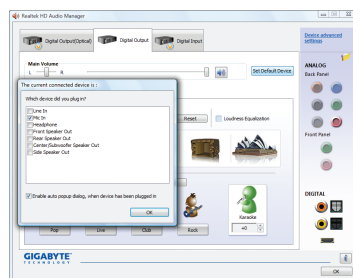 Realtek HD Audio Manager
Digital Output(Optical)
Digital Output
Digital Input
Device advanced
settings
Main Volume
L
R
Set Default Device
ANALOG
Back Panel
The current connected device is :
Which device did you plug in?
Line In
Mic In
Headphone
Front Speaker Out
Rear Speaker Out
Center/Subwoofer Speaker Out
Side Speaker Out
Reset
Loudness Equalization
Front Panel
Enable auto popup dialog, when device has been plugged in
OK
Karaoke
+0
DIGITAL
Pop
Live
Club
Rock
GIGABYTE
TECHNOLOGY
OK